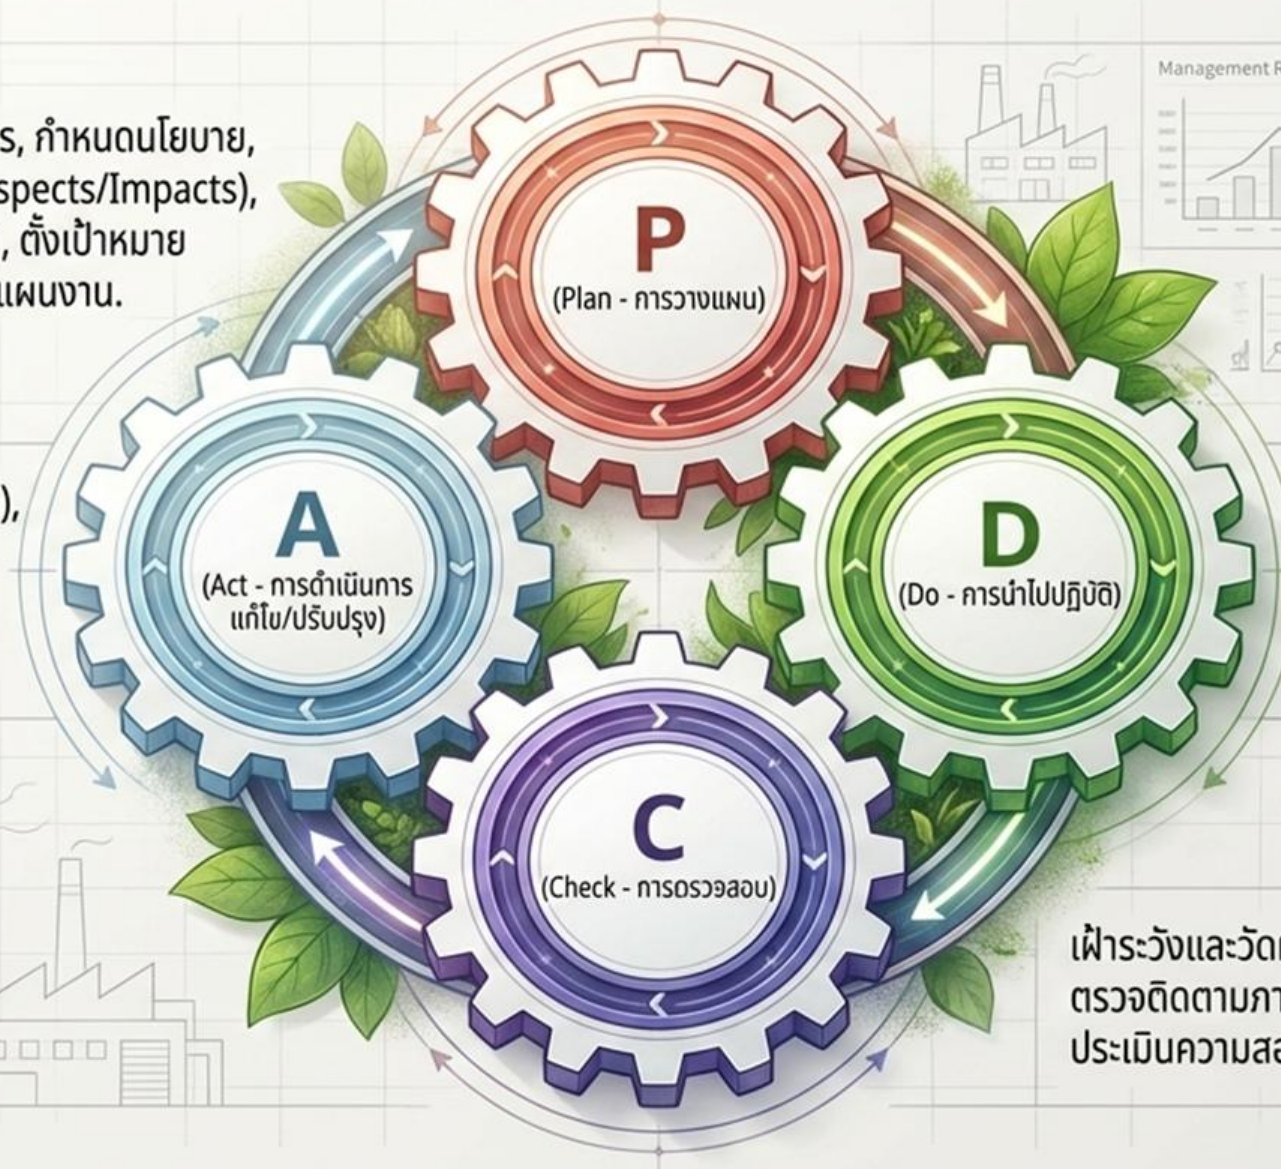 Management R
ร, กำหนดนโยบาย,
spects/Impacts),
, ตั้งเป้าหมาย
แผนงาน.
P
(Plan - การวางแผน)
),
A
(Act - การดำเนินการ
แก้ไข/ปรับปรุง)
D
(Do - การนำไปปฏิบัติ)
C
(Check - การตรวจสอบ)
เฝ้าระวังและวัด
ตรวจติดตามภา
ประเมินความสอ